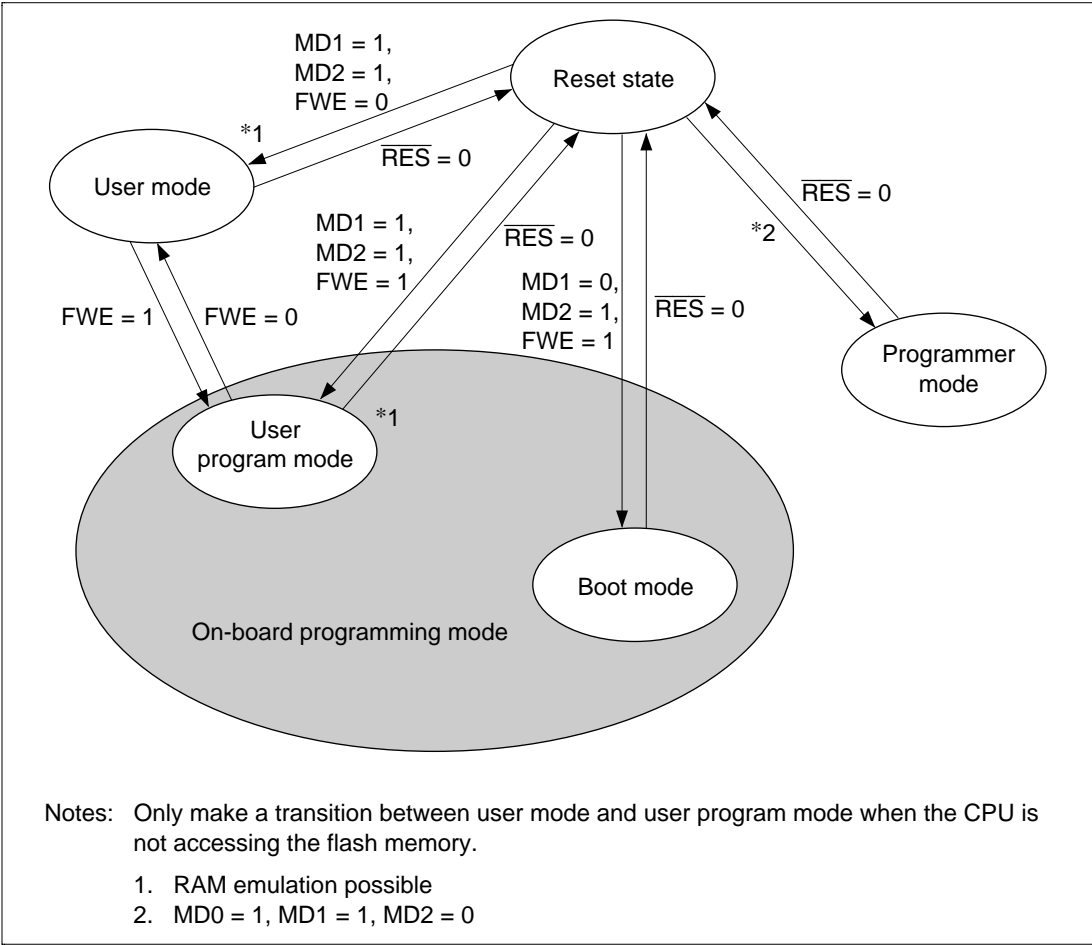 MD1 = 1,
MD2 = 1,
FWE = 0
Reset state
*1
RES = 0
User mode
RES = 0
*2
MD1 = 1,
MD2 = 1,
FWE = 1
RES = 0
MD1 = 0,
MD2 = 1,
FWE = 1
RES = 0
FWE = 1
FWE = 0
Programmer
mode
User
program mode
*1
Boot mode
On-board programming mode
Notes: Only make a transition between user mode and user program mode when the CPU is
not accessing the flash memory.
1. RAM emulation possible
2. MD0 = 1, MD1 = 1, MD2 = 0